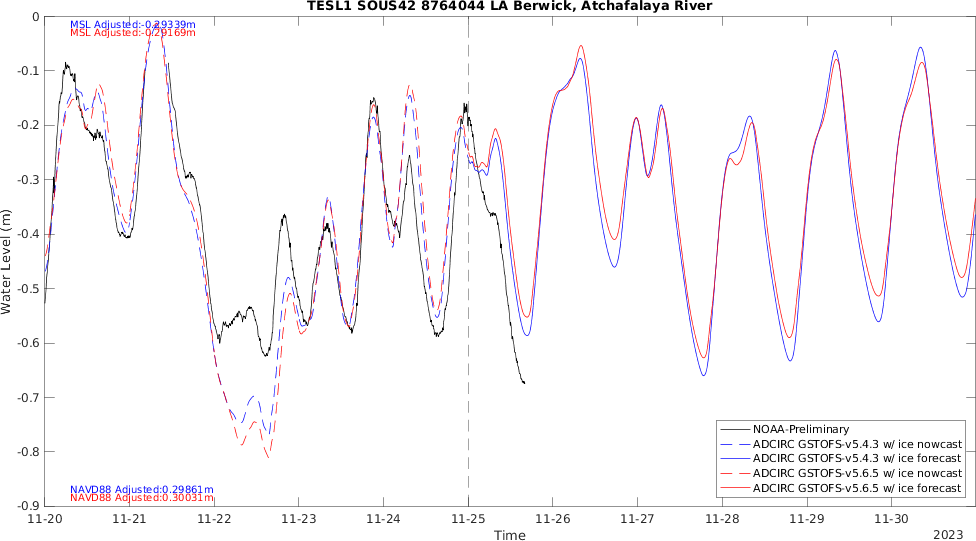 TESL1 SOUS42 8764044 LA Berwick, Atchafalaya River
MSL Adjusted:-0.29339m
MSL Adjusted:-0.29169m
0
-0.1
-0.2
-0.3
-0.4
-0.5
-0.6
-0.7
-0.8
-0.9
Water Level (m)
NOAA-Preliminary
ADCIRC GSTOFS-v5.4.3 w/ ice nowcast
ADCIRC GSTOFS-v5.4.3 w/ ice forecast
ADCIRC GSTOFS-v5.6.5 w/ ice nowcast
ADCIRC GSTOFS-v5.6.5 w/ ice forecast
NAVD88 Adjusted:0.29861m
NAVD88 Adjusted:0.30031m
11-20 11-21 11-22 11-23 11-24 11-25 11-26 11-27 11-28 11-29 11-30
Time
2023